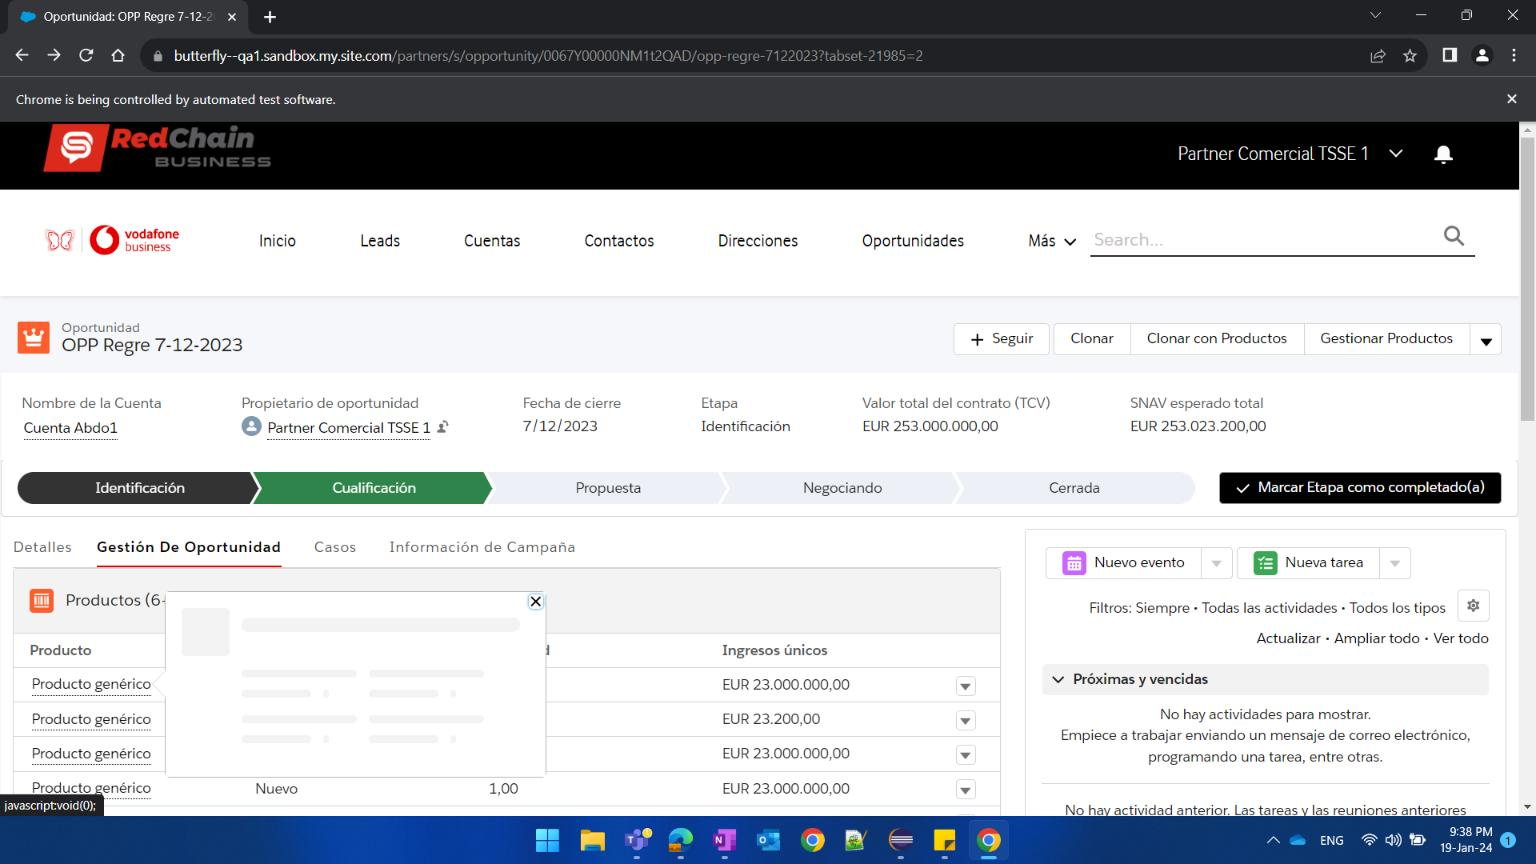 Oportunidad: OPP Regre 7-12-2
butterfly--qa1.sandbox.my.site.com/partners/s/opportunity/0067Y00000NM1t2QAD/opp-regre-7122023?tabset-21985=2
Chrome is being controlled by automated test software.
RedChain
BUSINESS
Partner Comercial TSSE 1
vodafone
business
Inicio
Leads
Cuentas
Contactos
Direcciones
Oportunidades
Más
Search...
Oportunidad
OPP Regre 7-12-2023
Seguir
Clonar
Clonar con Productos
Gestionar Productos
Nombre de la Cuenta
Cuenta Abdo1
Propietario de oportunidad
Partner Comercial TSSE 1
Fecha de cierre
7/12/2023
Etapa
Identificación
Valor total del contrato (TCV)
EUR 253.000.000,00
SNAV esperado total
EUR 253.023.200,00
Identificación
Cualificación
Propuesta
Negociando
Cerrada
Marcar Etapa como completado(a)
Detalles
Gestión De Oportunidad
Casos
Información de Campaña
Productos (6+
Producto
Ingresos únicos
Producto genérico
EUR 23.000.000,00
Producto genérico
EUR 23.200,00
Producto genérico
EUR 23.000.000,00
Producto genérico
Nuevo
1,00
EUR 23.000.000,00
javascript:void(0);
Nuevo evento
Nueva tarea
Filtros: Siempre • Todas las actividades • Todos los tipos
Actualizar • Ampliar todo • Ver todo
Próximas y vencidas
No hay actividades para mostrar.
Empiece a trabajar enviando un mensaje de correo electrónico,
programando una tarea, entre otras.
No hay actividad anterior. Las tareas y las reuniones anteriores
ENG
9:38 PM
19-Jan-24
1